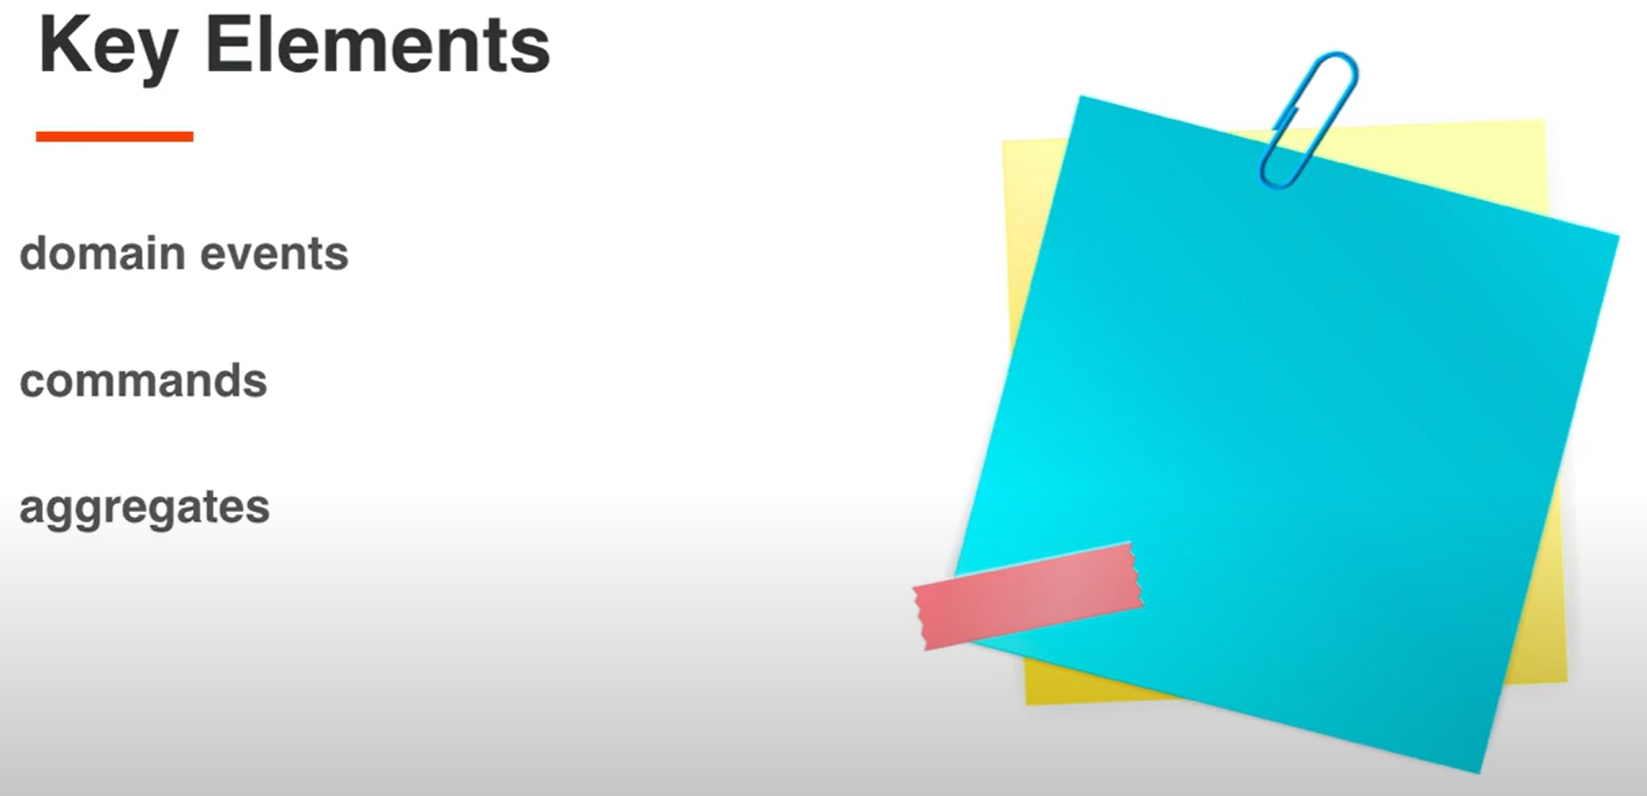 Key Elements
domain events
commands
aggregates